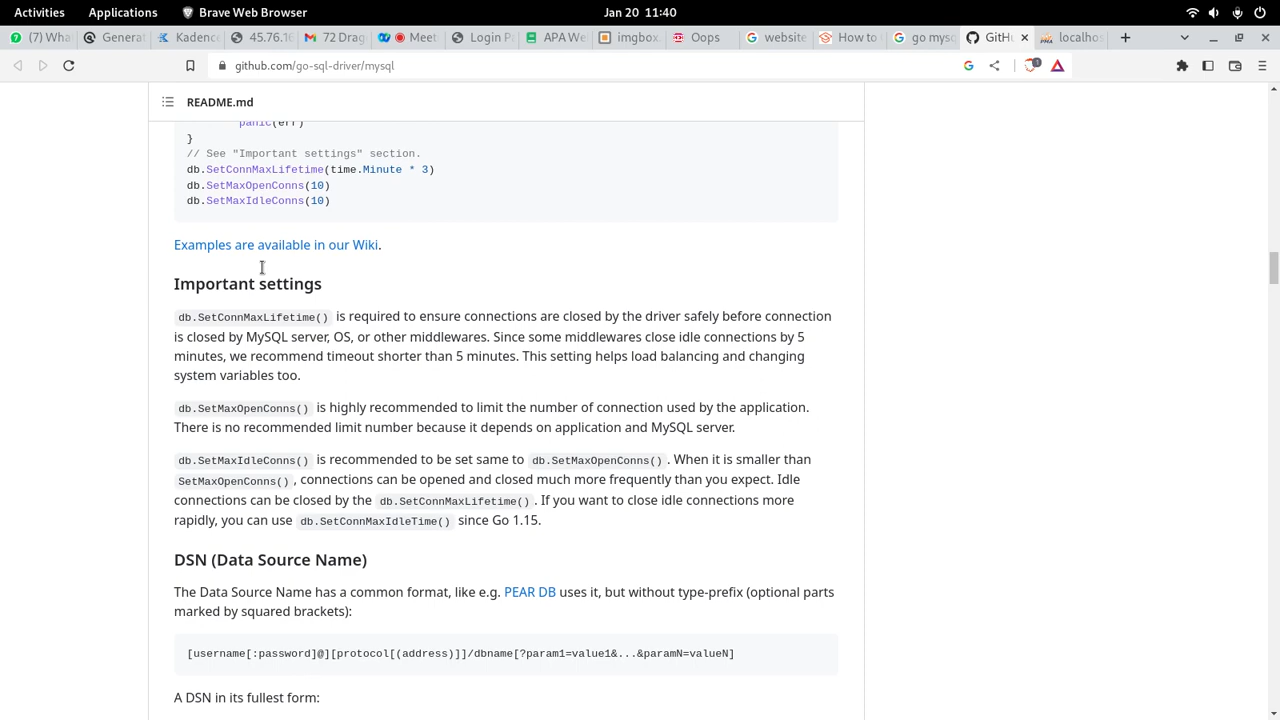 Activities Applications Brave Web Browser Jan 20 11:40
(7) Wha Generat Kadence 45.76.16 72 Drag Meet Login P APA We imgbox Oops website How to go mysq GitHu localhos
github.com/go-sql-driver/mysql 1
README.md
panic(err)
}
// See "Important settings" section.
db.SetConnMaxLifetime(time.Minute * 3)
db.SetMaxOpenConns(10)
db.SetMaxIdleConns(10)
Examples are available in our Wiki.
Important settings
db.SetConnMaxLifetime() is required to ensure connections are closed by the driver safely before connection
is closed by MySQL server, OS, or other middlewares. Since some middlewares close idle connections by 5
minutes, we recommend timeout shorter than 5 minutes. This setting helps load balancing and changing
system variables too.
db.SetMaxOpenConns() is highly recommended to limit the number of connection used by the application.
There is no recommended limit number because it depends on application and MySQL server.
db.SetMaxIdleConns() is recommended to be set same to db.SetMaxOpenConns(). When it is smaller than
SetMaxOpenConns(), connections can be opened and closed much more frequently than you expect. Idle
connections can be closed by the db.SetConnMaxLifetime(). If you want to close idle connections more
rapidly, you can use db.SetConnMaxIdleTime() since Go 1.15.
DSN (Data Source Name)
The Data Source Name has a common format, like e.g. PEAR DB uses it, but without type-prefix (optional parts
marked by squared brackets):
[username[:password]@][protocol[(address)]]/dbname[?param1=value1&...&paramN=valueN]
A DSN in its fullest form: